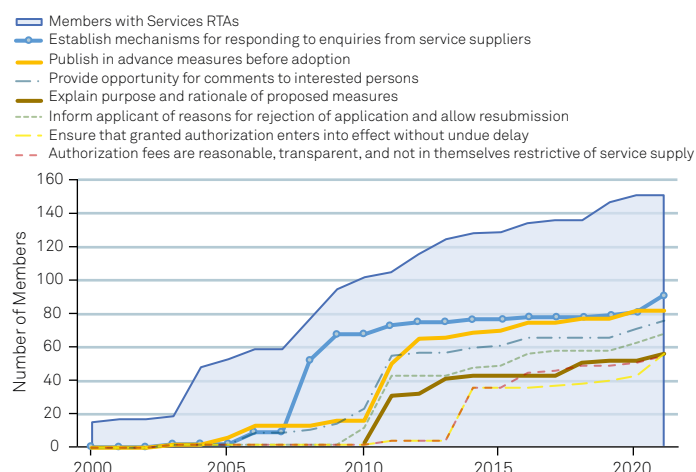 Members with Services RTAs
Establish mechanisms for responding to enquiries from service suppliers
Publish in advance measures before adoption
Provide opportunity for comments to interested persons
Explain purpose and rationale of proposed measures
Inform applicant of reasons for rejection of application and allow resubmission
Ensure that granted authorization enters into effect without undue delay
Authorization fees are reasonable, transparent, and not in themselves restrictive of service supply
Number of Members
160
140
120
100
80
60
40
20
0
2000 2005 2010 2015 2020